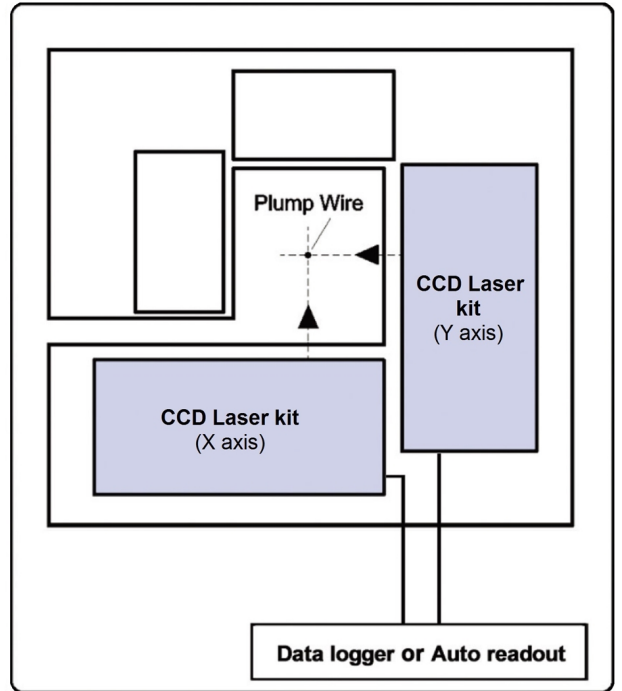 Plump Wire
CCD Laser
kit
(Y axis)
CCD Laser kit
(X axis)
Data logger or Auto readout